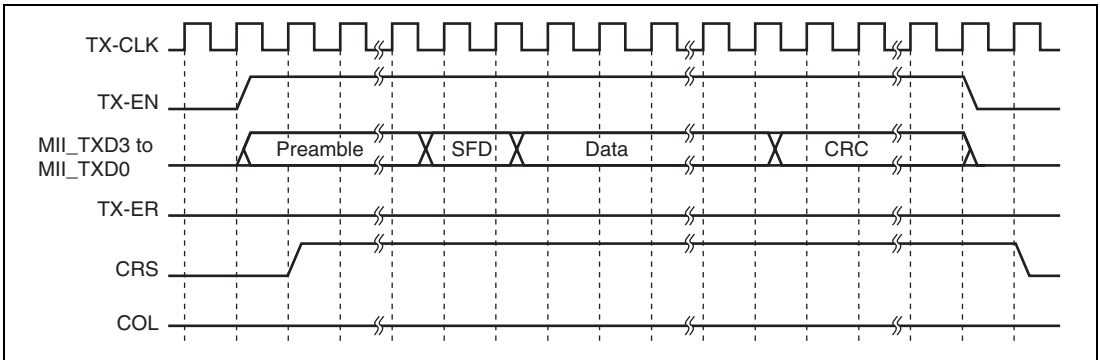 TX-CLK
TX-EN
MII_TXD3 to
MII_TXD0
Preamble
SFD
Data
CRC
TX-ER
CRS
COL